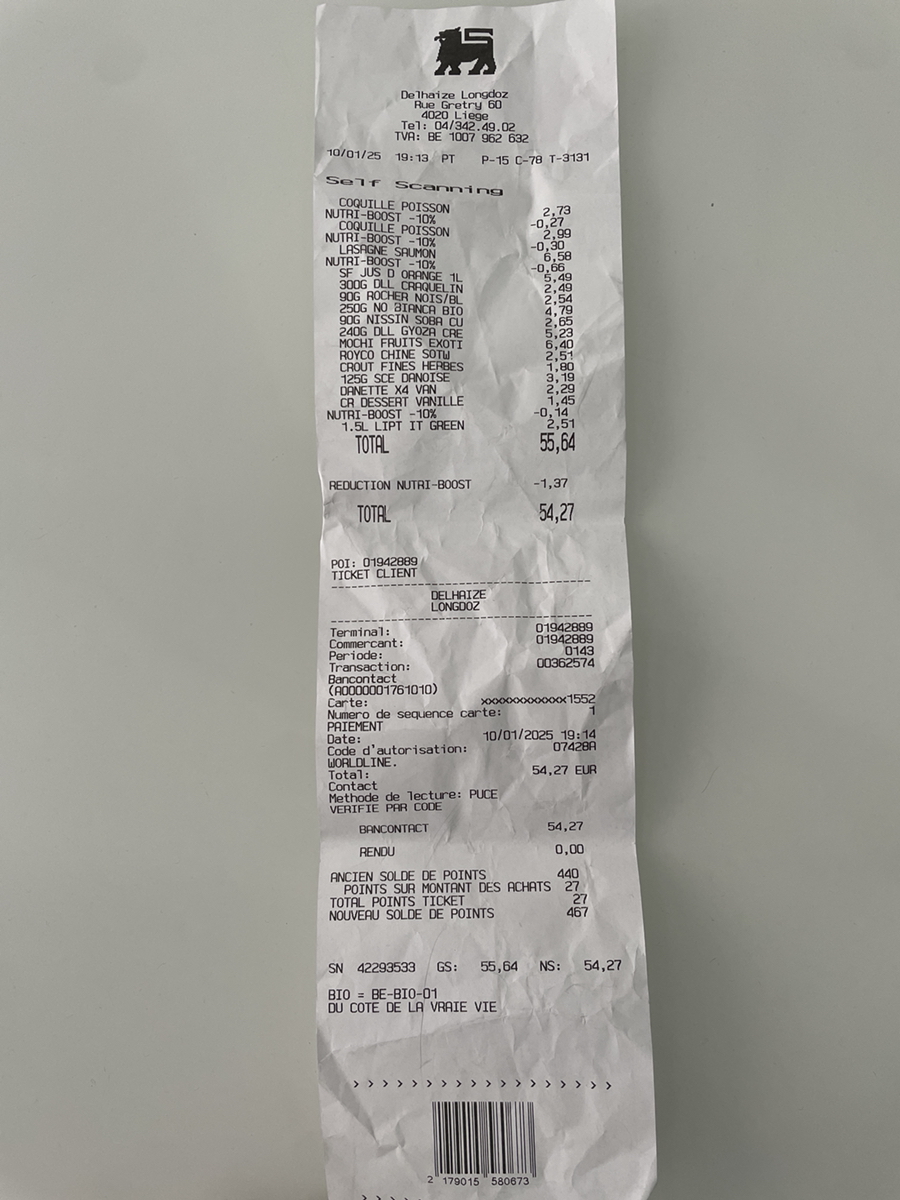 Delhaize Longdoz
Rue Gretry 60
4020 Liege
Tel: 04/342.49.02
TVA: BE 1007 962 632
10/01/25 19:13 PT P-15 C-78 T-3131
Self Scanning
COQUILLE POISSON 2,73
NUTRI-BOOST -10% -0,27
COQUILLE POISSON 2,99
NUTRI-BOOST -10% -0,30
LASAGNE SAUMON 6,58
NUTRI-BOOST -10% -0,66
SF JUS D ORANGE 1L 5,49
300G DLL CRAQUELIN 2,49
90G ROCHER NOIS/BL 2,54
250G NO BIANCA BIO 4,79
90G NISSIN SOBA CU 2,65
240G DLL GYOZA CRE 5,23
MOCHI FRUITS EXOTI 6,40
ROYCO CHINE SOTW 2,51
CROUT FINES HERBES 1,80
125G SCE DANOISE 3,19
DANETTE X4 VAN 2,29
CR DESSERT VANILLE 1,45
NUTRI-BOOST -10% -0,14
1.5L LIPT IT GREEN 2,51
TOTAL 55,64
REDUCTION NUTRI-BOOST -1,37
TOTAL 54,27
POI: 01942889
TICKET CLIENT
DELHAIZE
LONGDOZ
Terminal: 01942889
Commercant: 01942889
Periode: 0143
Transaction: 00362574
Bancontact
(A0000001761010)
Carte: xxxxxxxxxxxx1552
Numero de sequence carte: 1
PAIEMENT
Date: 10/01/2025 19:14
Code d'autorisation: 07428A
WORLDLINE.
Total: 54,27 EUR
Contact
Methode de lecture: PUCE
VERIFIE PAR CODE
BANCONTACT 54,27
RENDU 0,00
ANCIEN SOLDE DE POINTS 440
POINTS SUR MONTANT DES ACHATS 27
TOTAL POINTS TICKET 27
NOUVEAU SOLDE DE POINTS 467
SN 42293533 GS: 55,64 NS: 54,27
BIO = BE-BIO-01
DU COTE DE LA VRAIE VIE
> > > > > > > > > > > > > > > > > >
2 179015 580673
> > > >